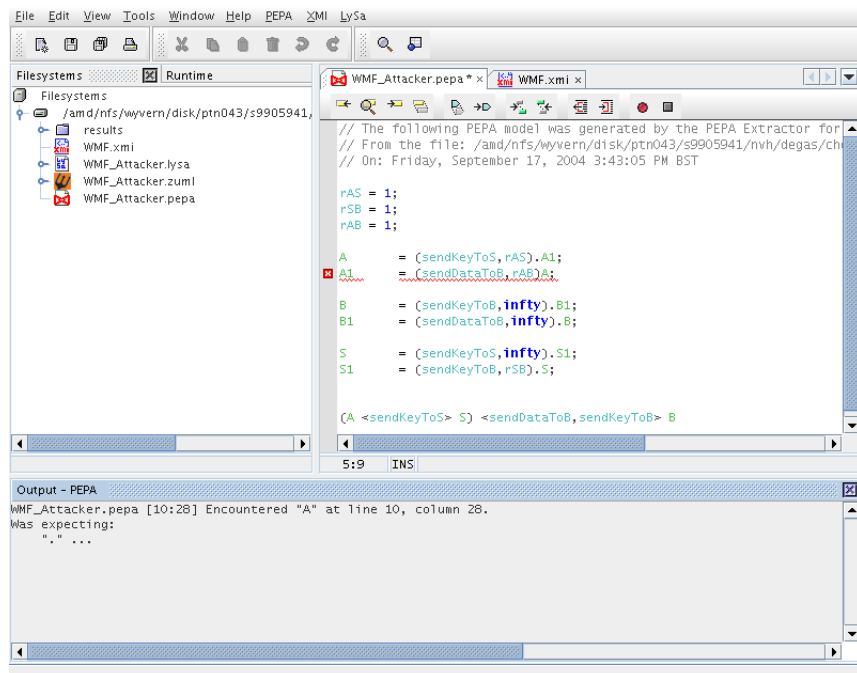 File Edit View Tools Window Help PEPA XMI LySa
Filesystems Runtime
Filesystems
/amd/nfs/wyvern/disk/ptn043/s9905941,
results
WMF.xmi
WMF_Attacker.lysa
WMF_Attacker.zuml
WMF_Attacker.pepa
WMF_Attacker.pepa * × WMF.xmi ×
// The following PEPA model was generated by the PEPA Extractor for
// From the file: /amd/nfs/wyvern/disk/ptn043/s9905941/nvh/degas/cho
// On: Friday, September 17, 2004 3:43:05 PM BST
rAS = 1;
rSB = 1;
rAB = 1;
A = (sendKeyToS,rAS).A1;
A1 = (sendDataToB,rAB)A;
B = (sendKeyToB,infty).B1;
B1 = (sendDataToB,infty).B;
S = (sendKeyToS,infty).S1;
S1 = (sendKeyToB,rSB).S;
(A <sendKeyToS> S) <sendDataToB,sendKeyToB> B
5:9 INS
Output - PEPA
WMF_Attacker.pepa [10:28] Encountered "A" at line 10, column 28.
Was expecting:
"." ...